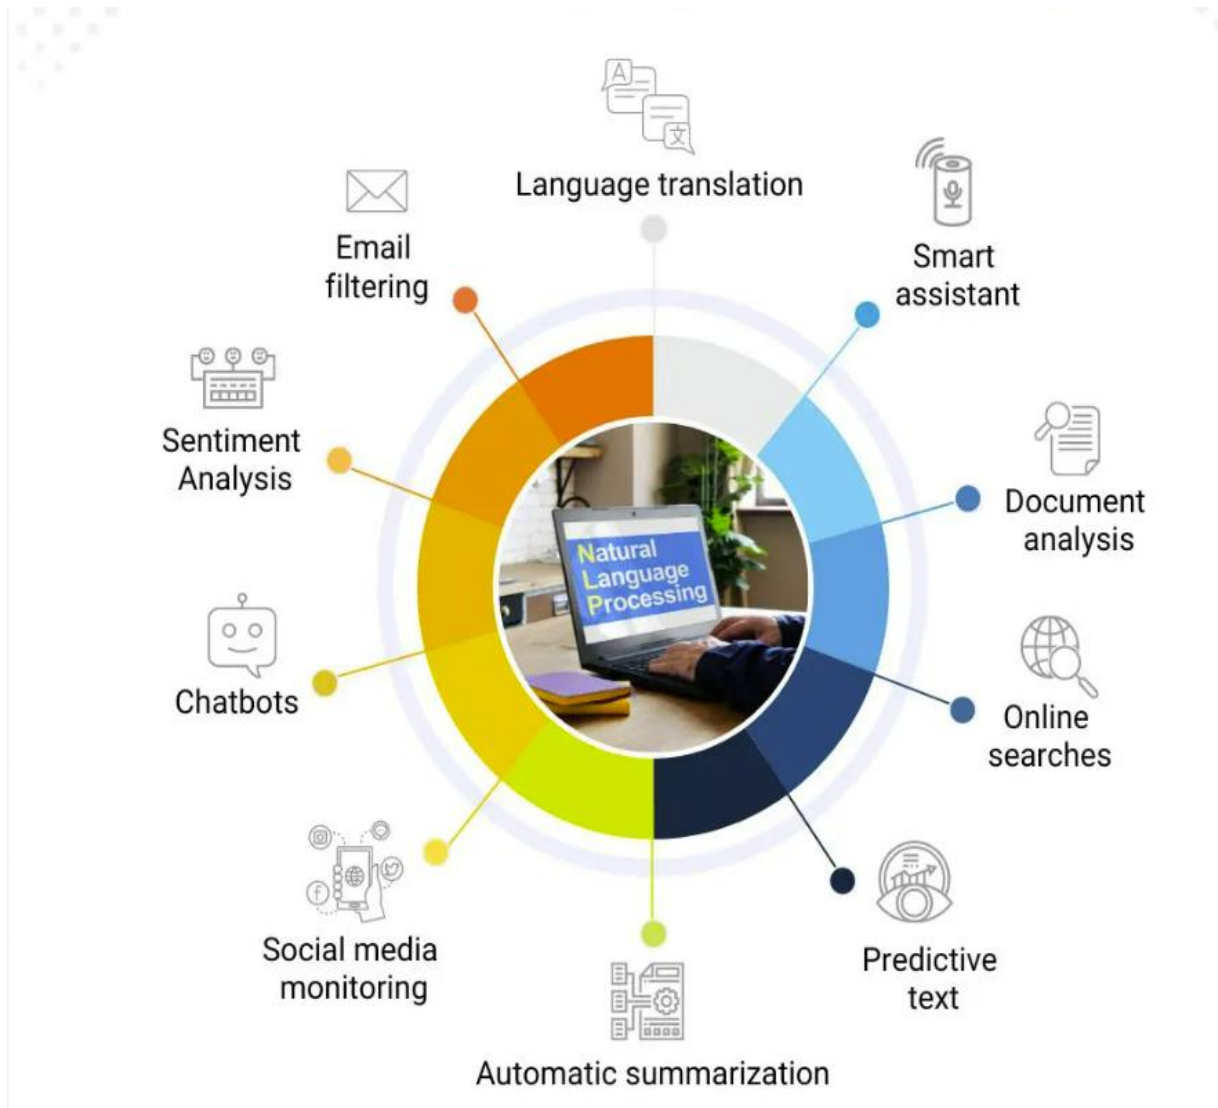 Language translation
Smart
assistant
Document
analysis
Online
searches
Predictive
text
Automatic summarization
Social media
monitoring
Chatbots
Sentiment
Analysis
Email
filtering
Natural
Language
Processing
A
文
f